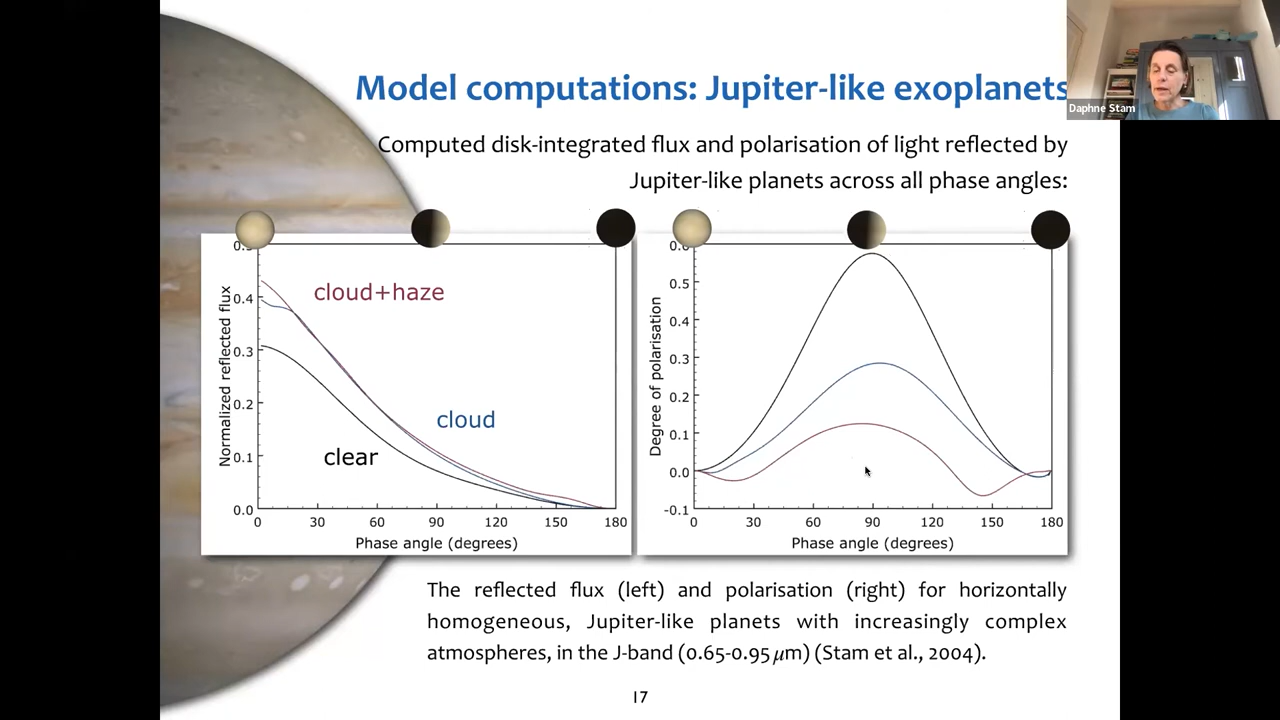 Model computations: Jupiter-like exoplanets
Daphne Stam
Computed disk-integrated flux and polarisation of light reflected by
Jupiter-like planets across all phase angles:
Normalized reflected flux
0.4
0.3
0.2
0.1
0.0
cloud+haze
cloud
clear
0 30 60 90 120 150 180
Phase angle (degrees)
Degree of polarisation
0.5
0.4
0.3
0.2
0.1
0.0
-0.1
0 30 60 90 120 150 180
Phase angle (degrees)
The reflected flux (left) and polarisation (right) for horizontally
homogeneous, Jupiter-like planets with increasingly complex
atmospheres, in the J-band (0.65-0.95 μm) (Stam et al., 2004).
17